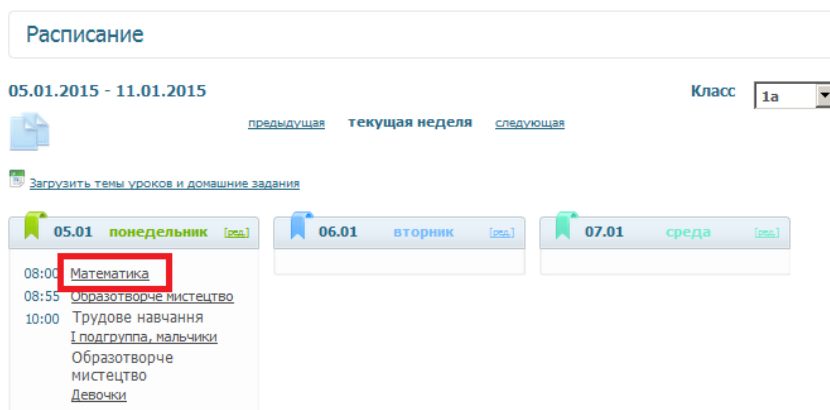 Расписание
05.01.2015 - 11.01.2015
Класс 1а
предыдущая текущая неделя следующая
Загрузить темы уроков и домашние задания
05.01 понедельник [ред.]
06.01 вторник [ред.]
07.01 среда [ред.]
08:00 Математика
08:55 Образотворче мистецтво
10:00 Трудове навчання
I подгруппа, мальчики
Образотворче
мистецтво
Девочки